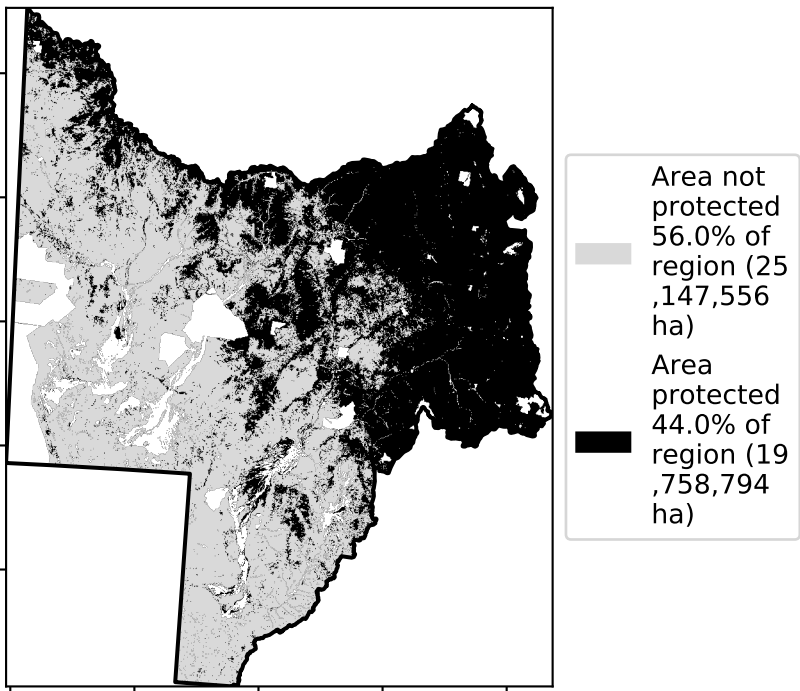 Area not
protected
56.0% of
region (25
,147,556
ha)
Area
protected
44.0% of
region (19
,758,794
ha)